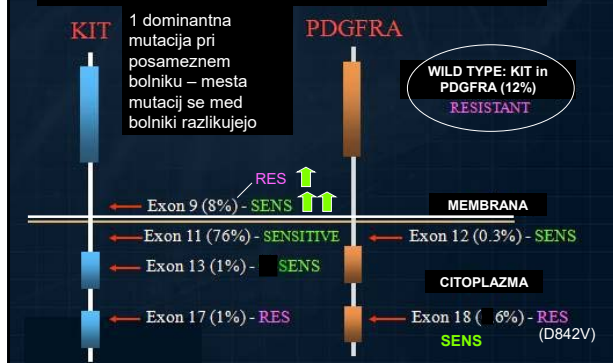 KIT
1 dominantna
mutacija pri
posameznem
bolniku – mesta
mutacij se med
bolniki razlikujejo
PDGFRA
WILD TYPE: KIT in
PDGFRA (12%)
RESISTANT
RES
Exon 9 (8%) - SENS
MEMBRANA
Exon 11 (76%) - SENSITIVE
Exon 12 (0.3%) - SENS
Exon 13 (1%) - SENS
CITOPLAZMA
Exon 17 (1%) - RES
Exon 18 ( 6%) - RES
(D842V)
SENS